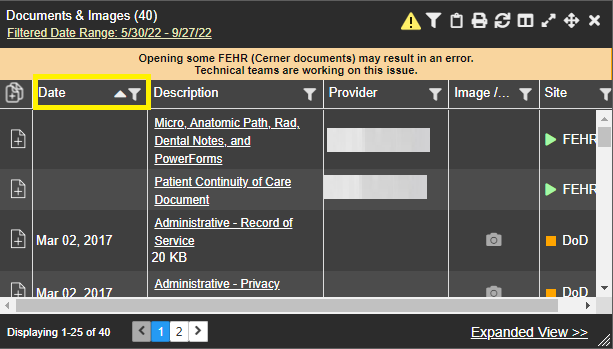 Documents & Images (40)
Filtered Date Range: 5/30/22 - 9/27/22
Opening some FEHR (Cerner documents) may result in an error.
Technical teams are working on this issue.
Date Description Provider Image /... Site
Micro, Anatomic Path, Rad,
Dental Notes, and
PowerForms
FEHR
Patient Continuity of Care
Document
FEHR
Mar 02, 2017
Administrative - Record of
Service
20 KB
DoD
Mar 02, 2017
Administrative - Privacy
DoD
Displaying 1-25 of 40
< 1 2 >
Expanded View >>